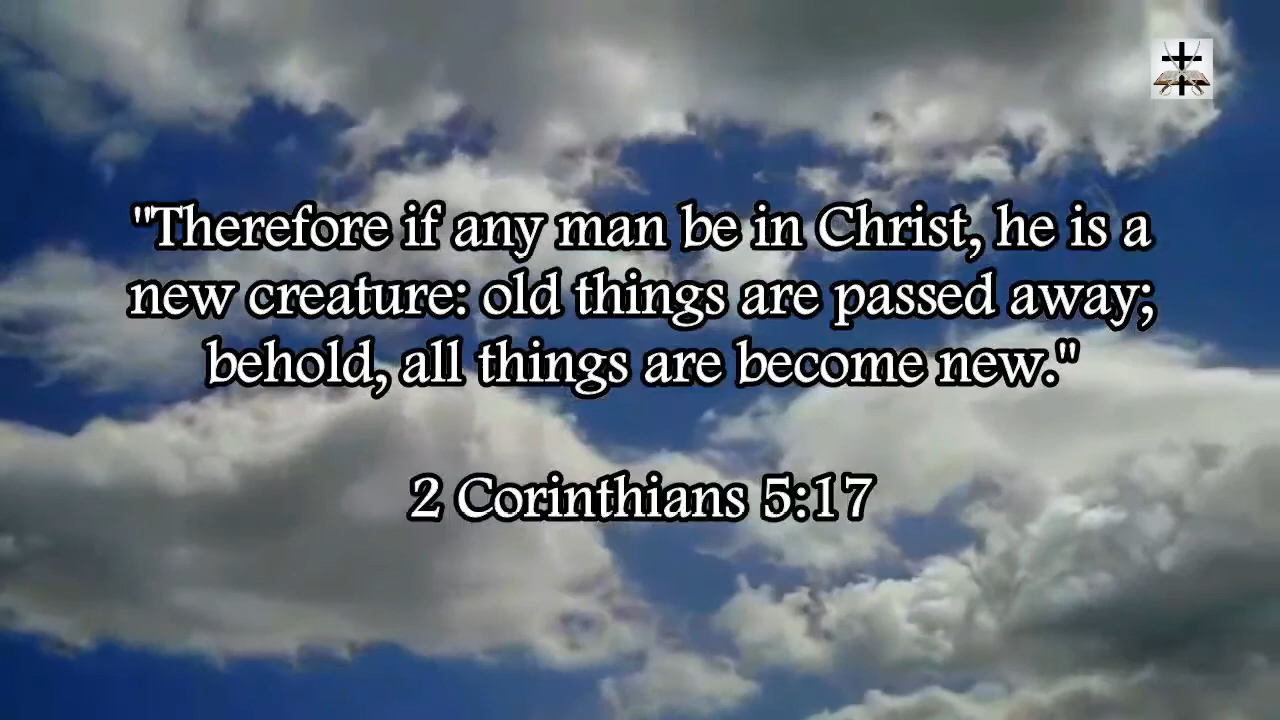 "Therefore if any man be in Christ, he is a
new creature: old things are passed away;
behold, all things are become new."
2 Corinthians 5:17